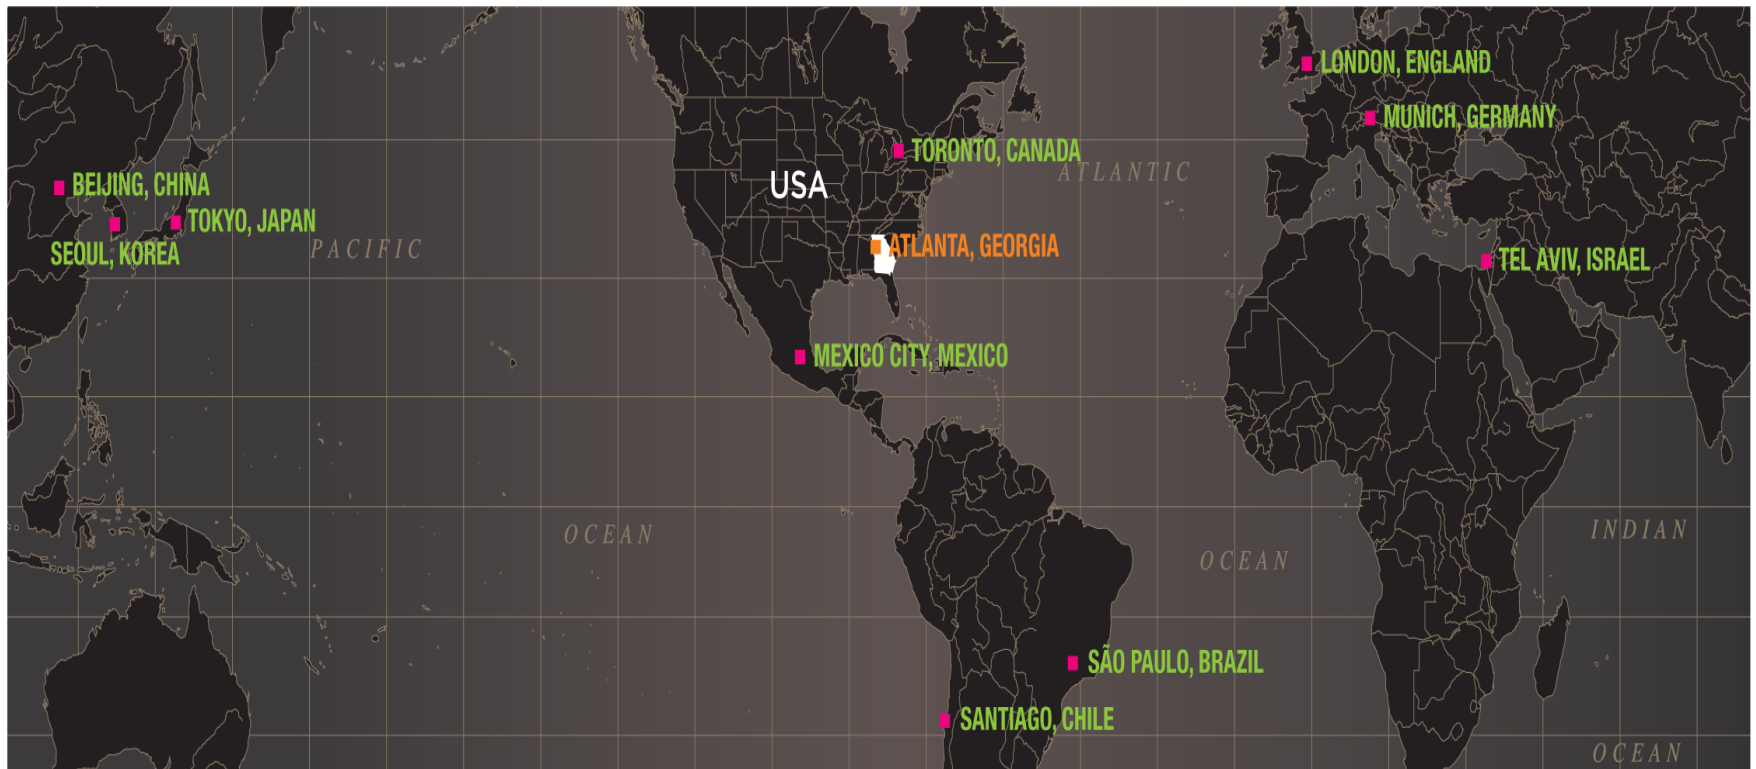 LONDON, ENGLAND
MUNICH, GERMANY
TORONTO, CANADA
ATLANTIC
BEIJING, CHINA
USA
TOKYO, JAPAN
SEOUL, KOREA
PACIFIC
ATLANTA, GEORGIA
TEL AVIV, ISRAEL
MEXICO CITY, MEXICO
OCEAN
INDIAN
OCEAN
SÃO PAULO, BRAZIL
SANTIAGO, CHILE
OCEAN